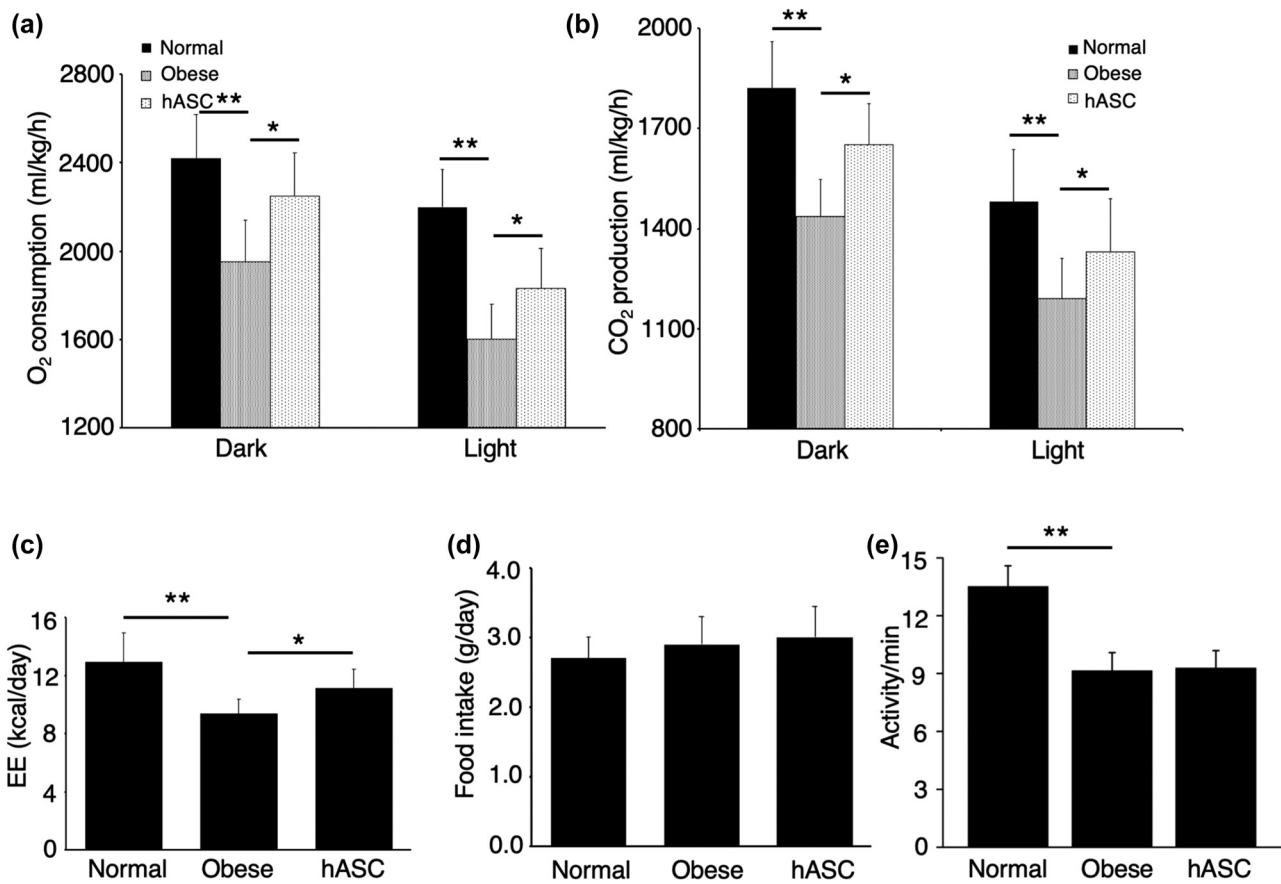 (a)
Normal
Obese
hASC
O₂ consumption (ml/kg/h)
2800
2400
2000
1600
1200
** *
** *
Dark Light
(b)
Normal
Obese
hASC
CO₂ production (ml/kg/h)
2000
1700
1400
1100
800
** *
** *
Dark Light
(c)
EE (kcal/day)
16
12
8
4
0
** *
Normal Obese hASC
(d)
Food intake (g/day)
4.0
3.0
2.0
1.0
0.0
Normal Obese hASC
(e)
Activity/min
15
12
9
6
3
0
**
Normal Obese hASC